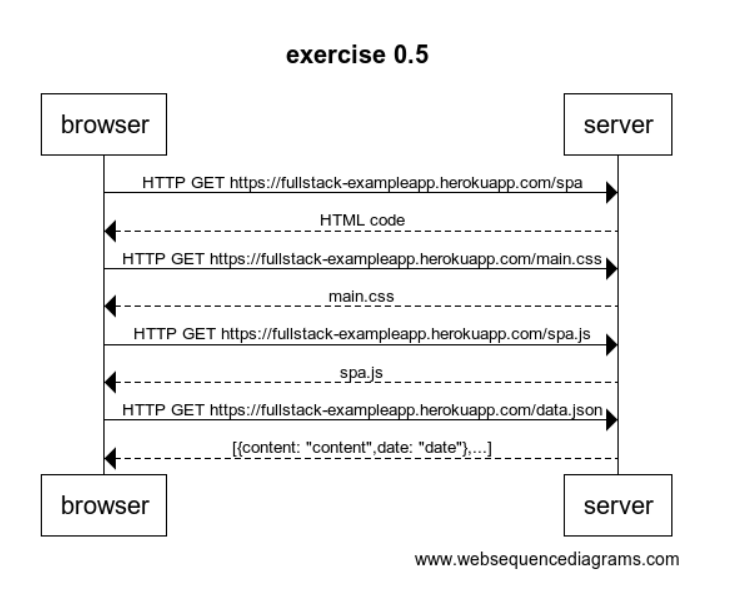 exercise 0.5
browser server
HTTP GET https://fullstack-exampleapp.herokuapp.com/spa
HTML code
HTTP GET https://fullstack-exampleapp.herokuapp.com/main.css
main.css
HTTP GET https://fullstack-exampleapp.herokuapp.com/spa.js
spa.js
HTTP GET https://fullstack-exampleapp.herokuapp.com/data.json
[{content: "content",date: "date"},...]
browser server
www.websequencediagrams.com